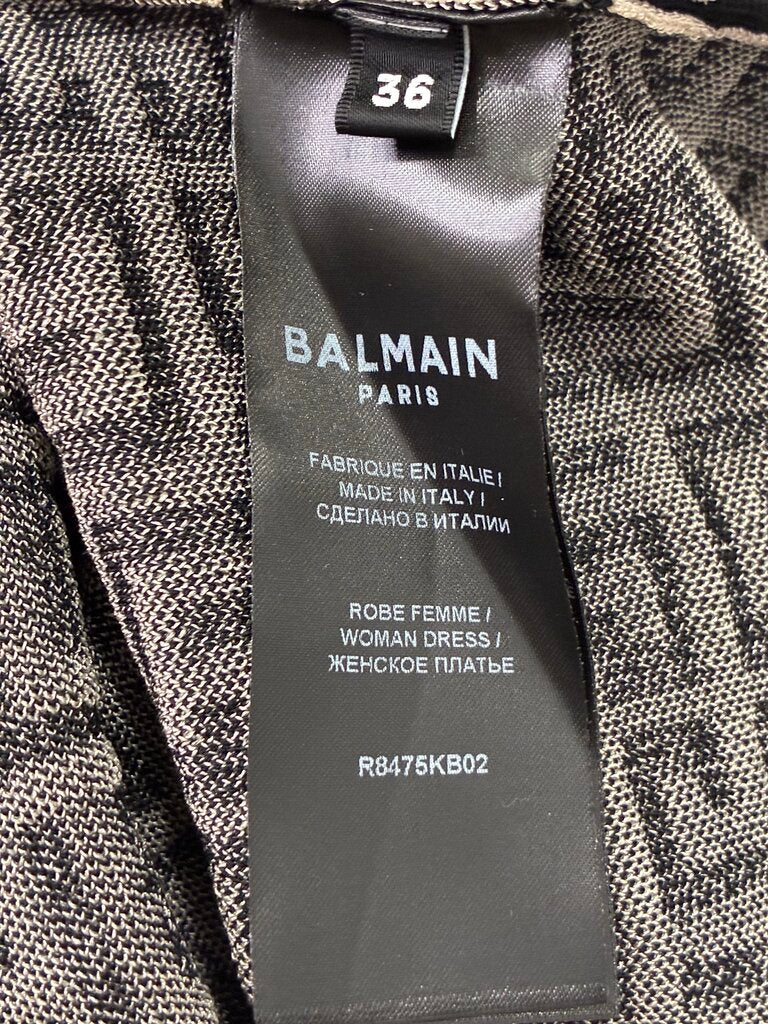 36
BALMAIN
PARIS
FABRIQUE EN ITALIE /
MADE IN ITALY /
СДЕЛАНО В ИТАЛИИ
ROBE FEMME /
WOMAN DRESS /
ЖЕНСКОЕ ПЛАТЬЕ
R8475KB02